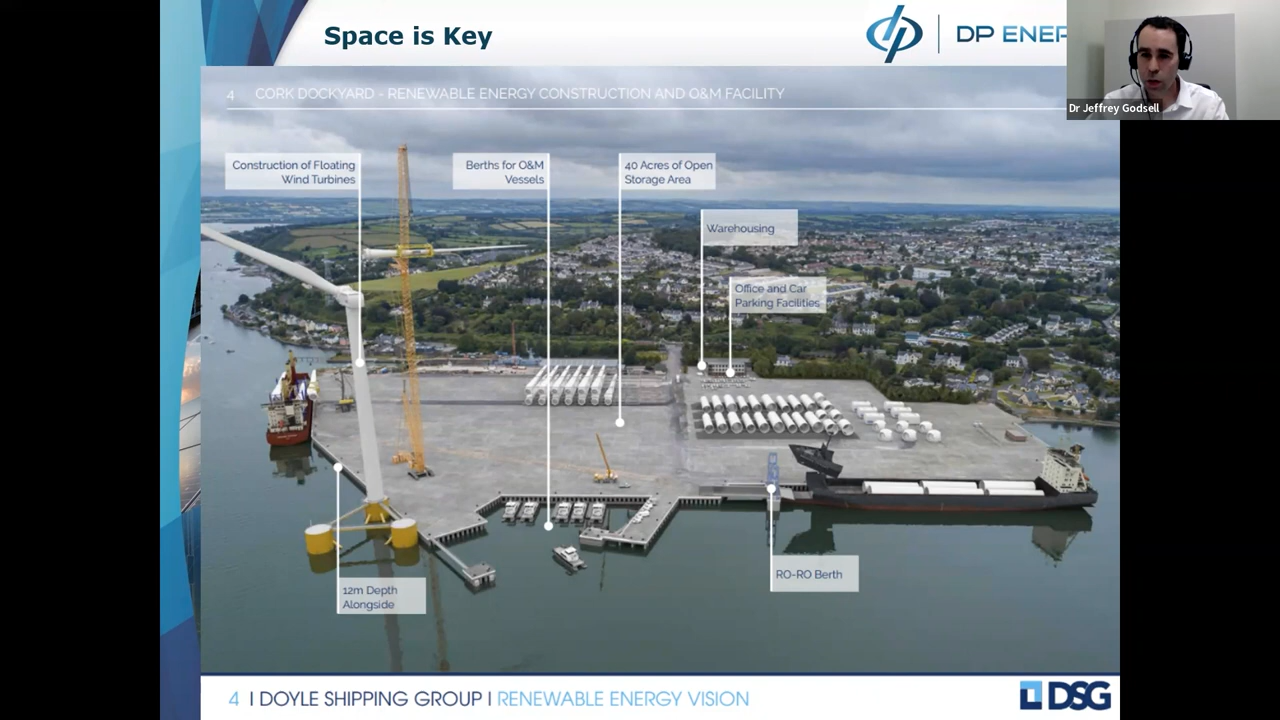 Space is Key
DP ENER
Dr Jeffrey Godsell
4 CORK DOCKYARD - RENEWABLE ENERGY CONSTRUCTION AND O&M FACILITY
Construction of Floating
Wind Turbines
Berths for O&M
Vessels
40 Acres of Open
Storage Area
Warehousing
Office and Car
Parking Facilities
RO-RO Berth
12m Depth
Alongside
4 I DOYLE SHIPPING GROUP I RENEWABLE ENERGY VISION
DSG